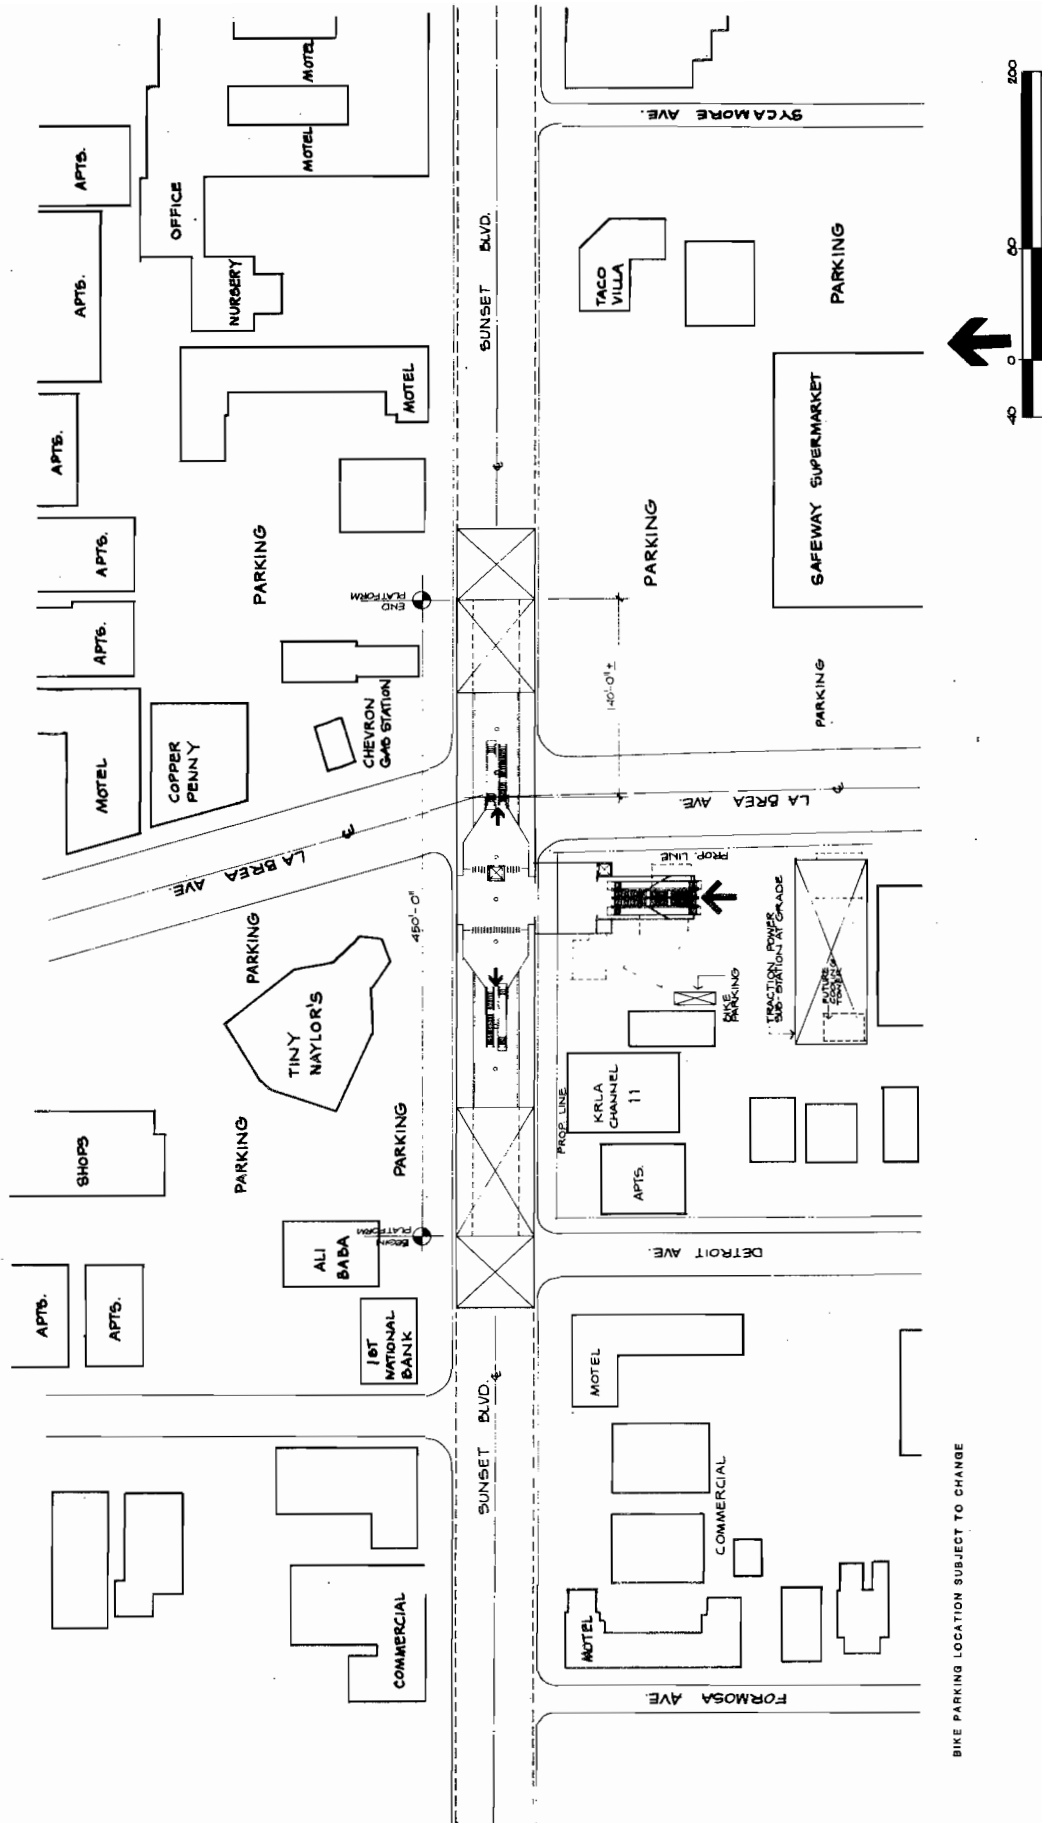 APTS.
OFFICE
MOTEL
MOTEL
APTS.
NURSERY
APTS.
MOTEL
APTS.
PARKING
APTS.
MOTEL
COPPER
PENNY
CHEVRON
GAS STATION
END
PLATFORM
LA BREA AVE.
PARKING
TINY
NAYLOR'S
450'-0"
SHOPS
PARKING
PARKING
ALI
BABA
BEGIN
PLATFORM
APTS.
APTS.
1ST
NATIONAL
BANK
COMMERCIAL
SUNSET BLVD.
SUNSET BLVD.
SYCAMORE AVE.
TACO
VILLA
PARKING
SAFEWAY SUPERMARKET
PARKING
PARKING
140'-0"±
LA BREA AVE.
PROP. LINE
TRACTION POWER
SUB-STATION AT GRADE
FUTURE
COOLING
TOWER
BIKE
PARKING
PROP. LINE
KRLA
CHANNEL
11
APTS.
DETROIT AVE.
MOTEL
COMMERCIAL
MOTEL
FORMOSA AVE.
40
0
80
200
BIKE PARKING LOCATION SUBJECT TO CHANGE